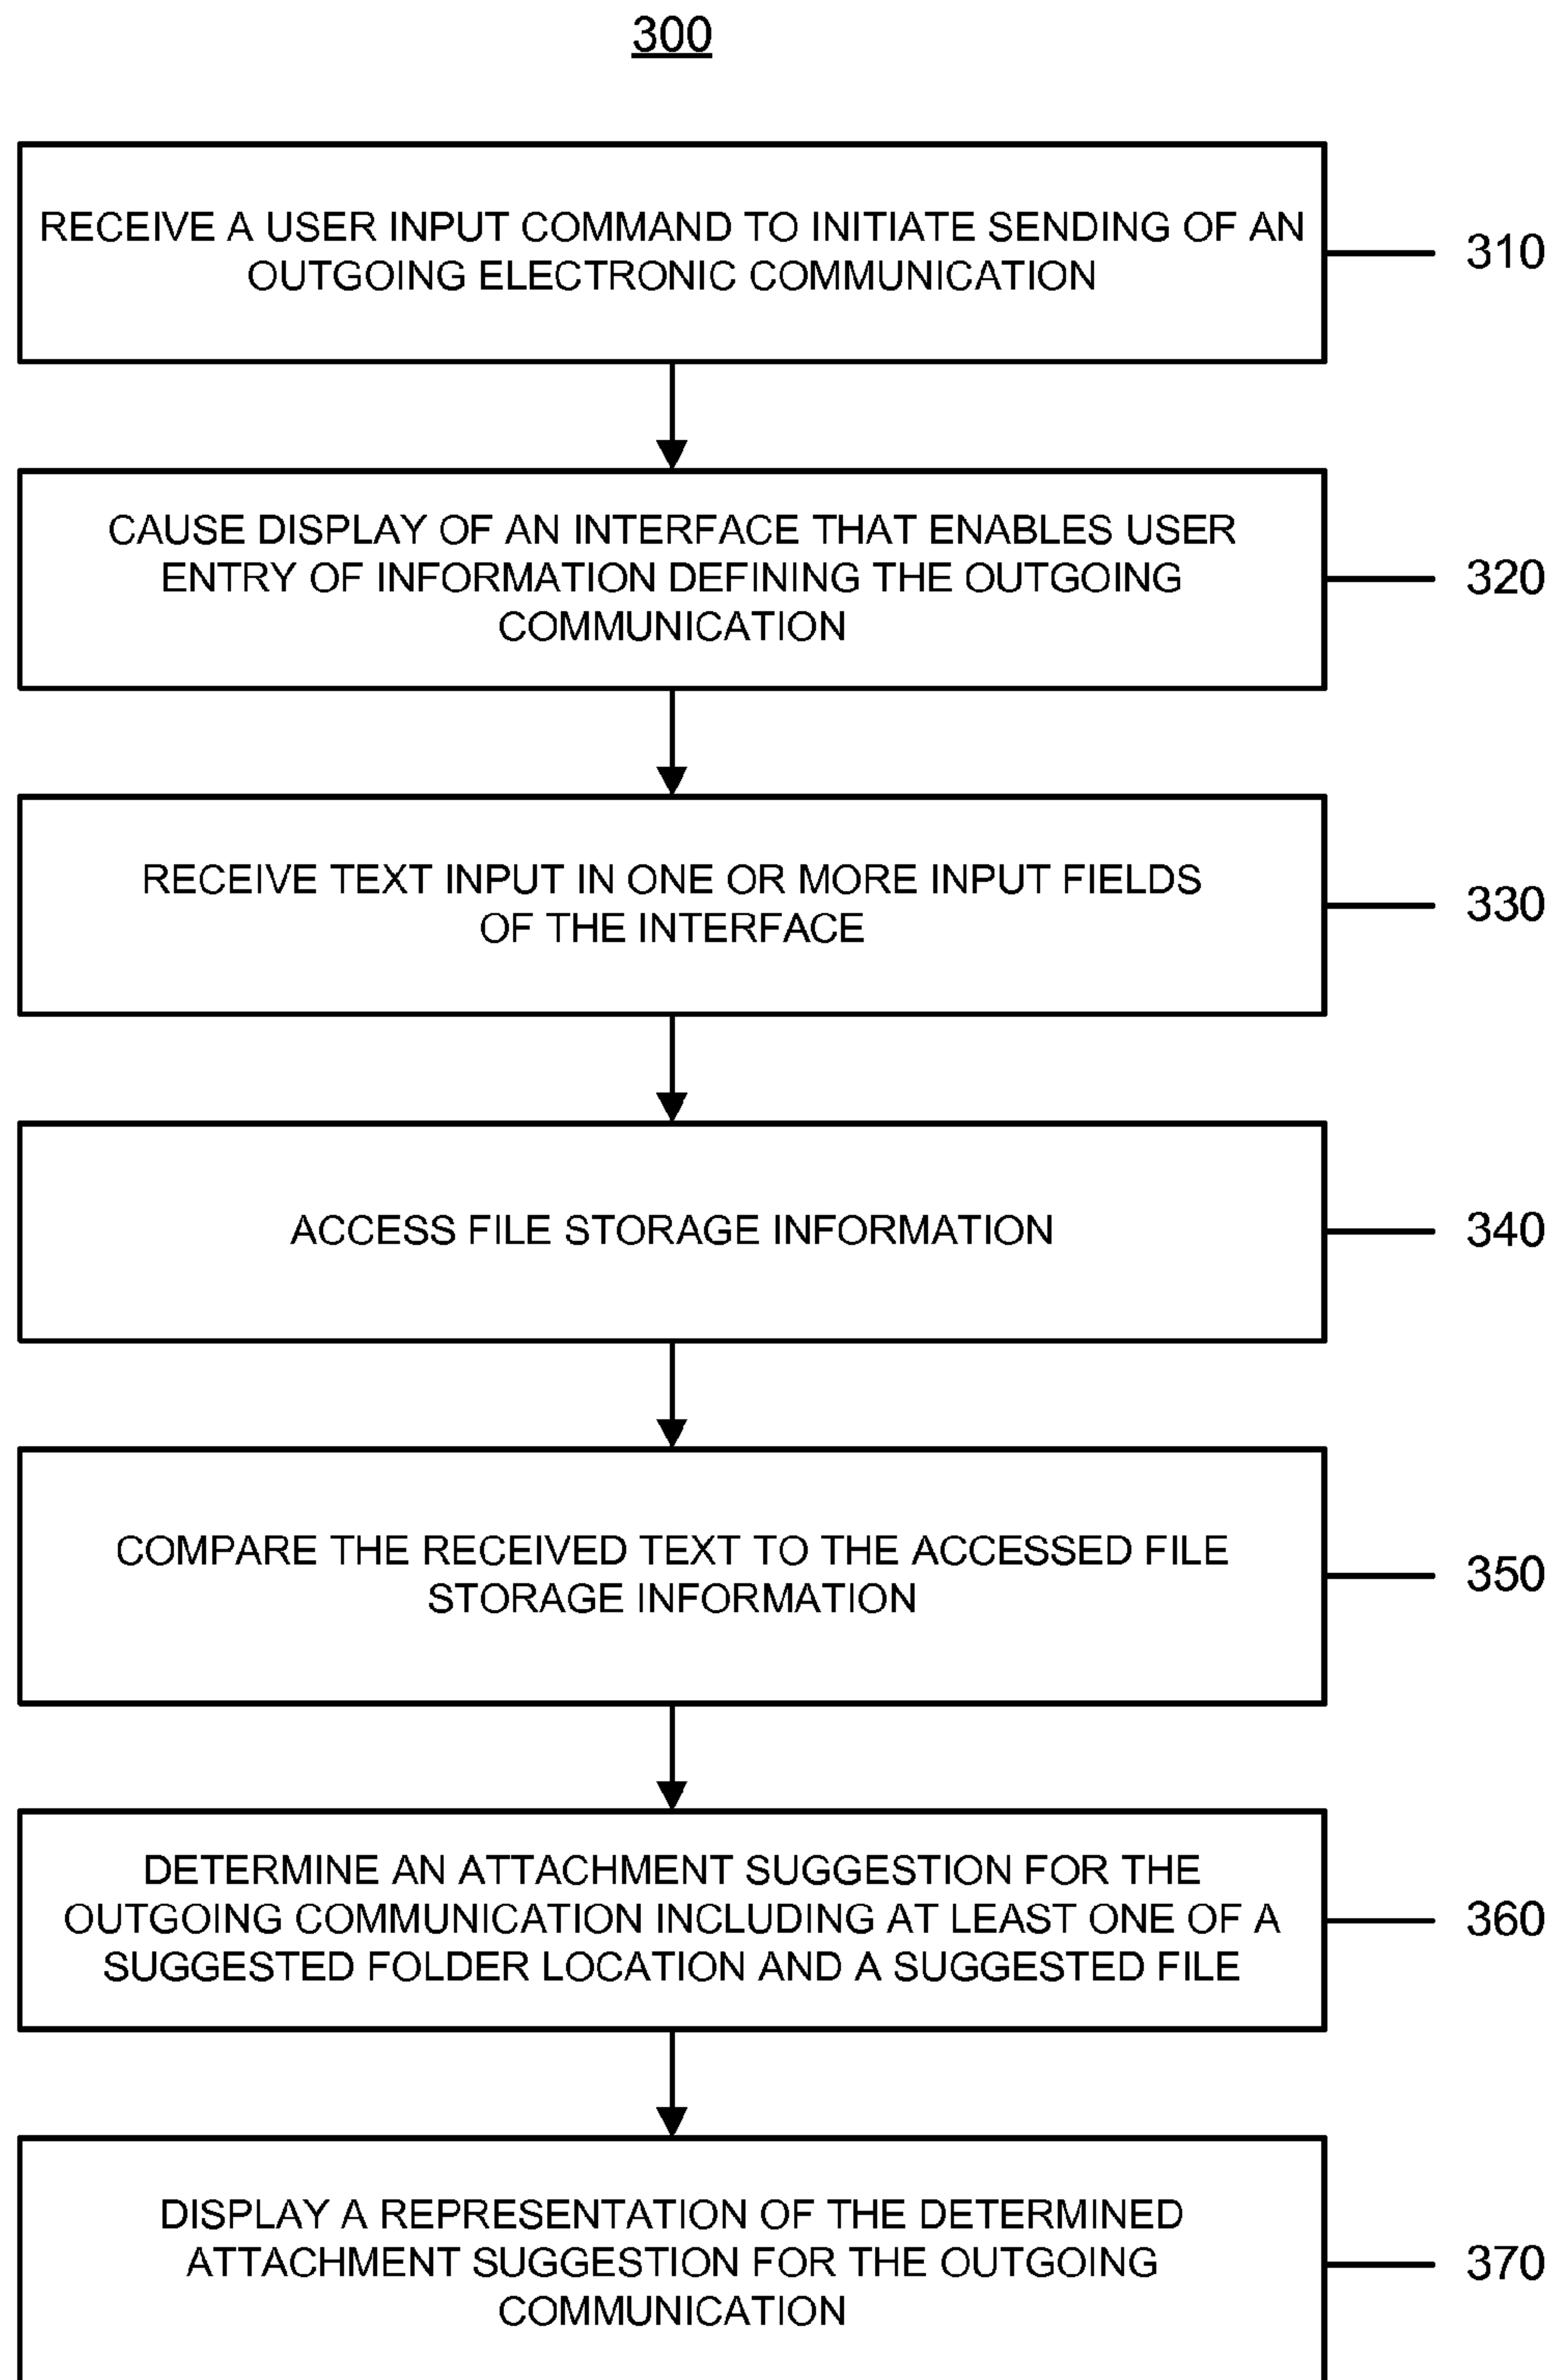 300
RECEIVE A USER INPUT COMMAND TO INITIATE SENDING OF AN
OUTGOING ELECTRONIC COMMUNICATION
310
CAUSE DISPLAY OF AN INTERFACE THAT ENABLES USER
ENTRY OF INFORMATION DEFINING THE OUTGOING
COMMUNICATION
320
RECEIVE TEXT INPUT IN ONE OR MORE INPUT FIELDS
OF THE INTERFACE
330
ACCESS FILE STORAGE INFORMATION
340
COMPARE THE RECEIVED TEXT TO THE ACCESSED FILE
STORAGE INFORMATION
350
DETERMINE AN ATTACHMENT SUGGESTION FOR THE
OUTGOING COMMUNICATION INCLUDING AT LEAST ONE OF A
SUGGESTED FOLDER LOCATION AND A SUGGESTED FILE
360
DISPLAY A REPRESENTATION OF THE DETERMINED
ATTACHMENT SUGGESTION FOR THE OUTGOING
COMMUNICATION
370